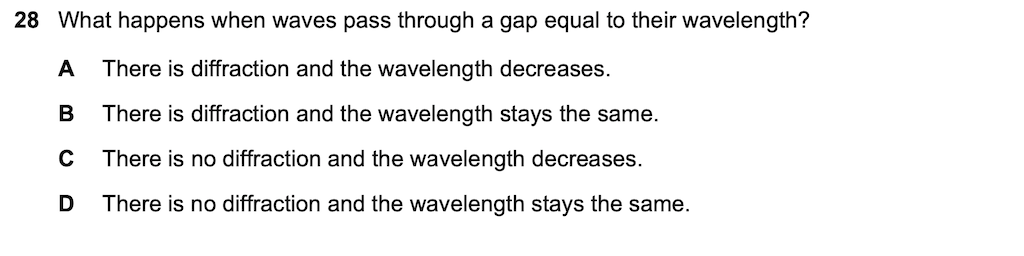 28 What happens when waves pass through a gap equal to their wavelength?
A There is diffraction and the wavelength decreases.
B There is diffraction and the wavelength stays the same.
C There is no diffraction and the wavelength decreases.
D There is no diffraction and the wavelength stays the same.